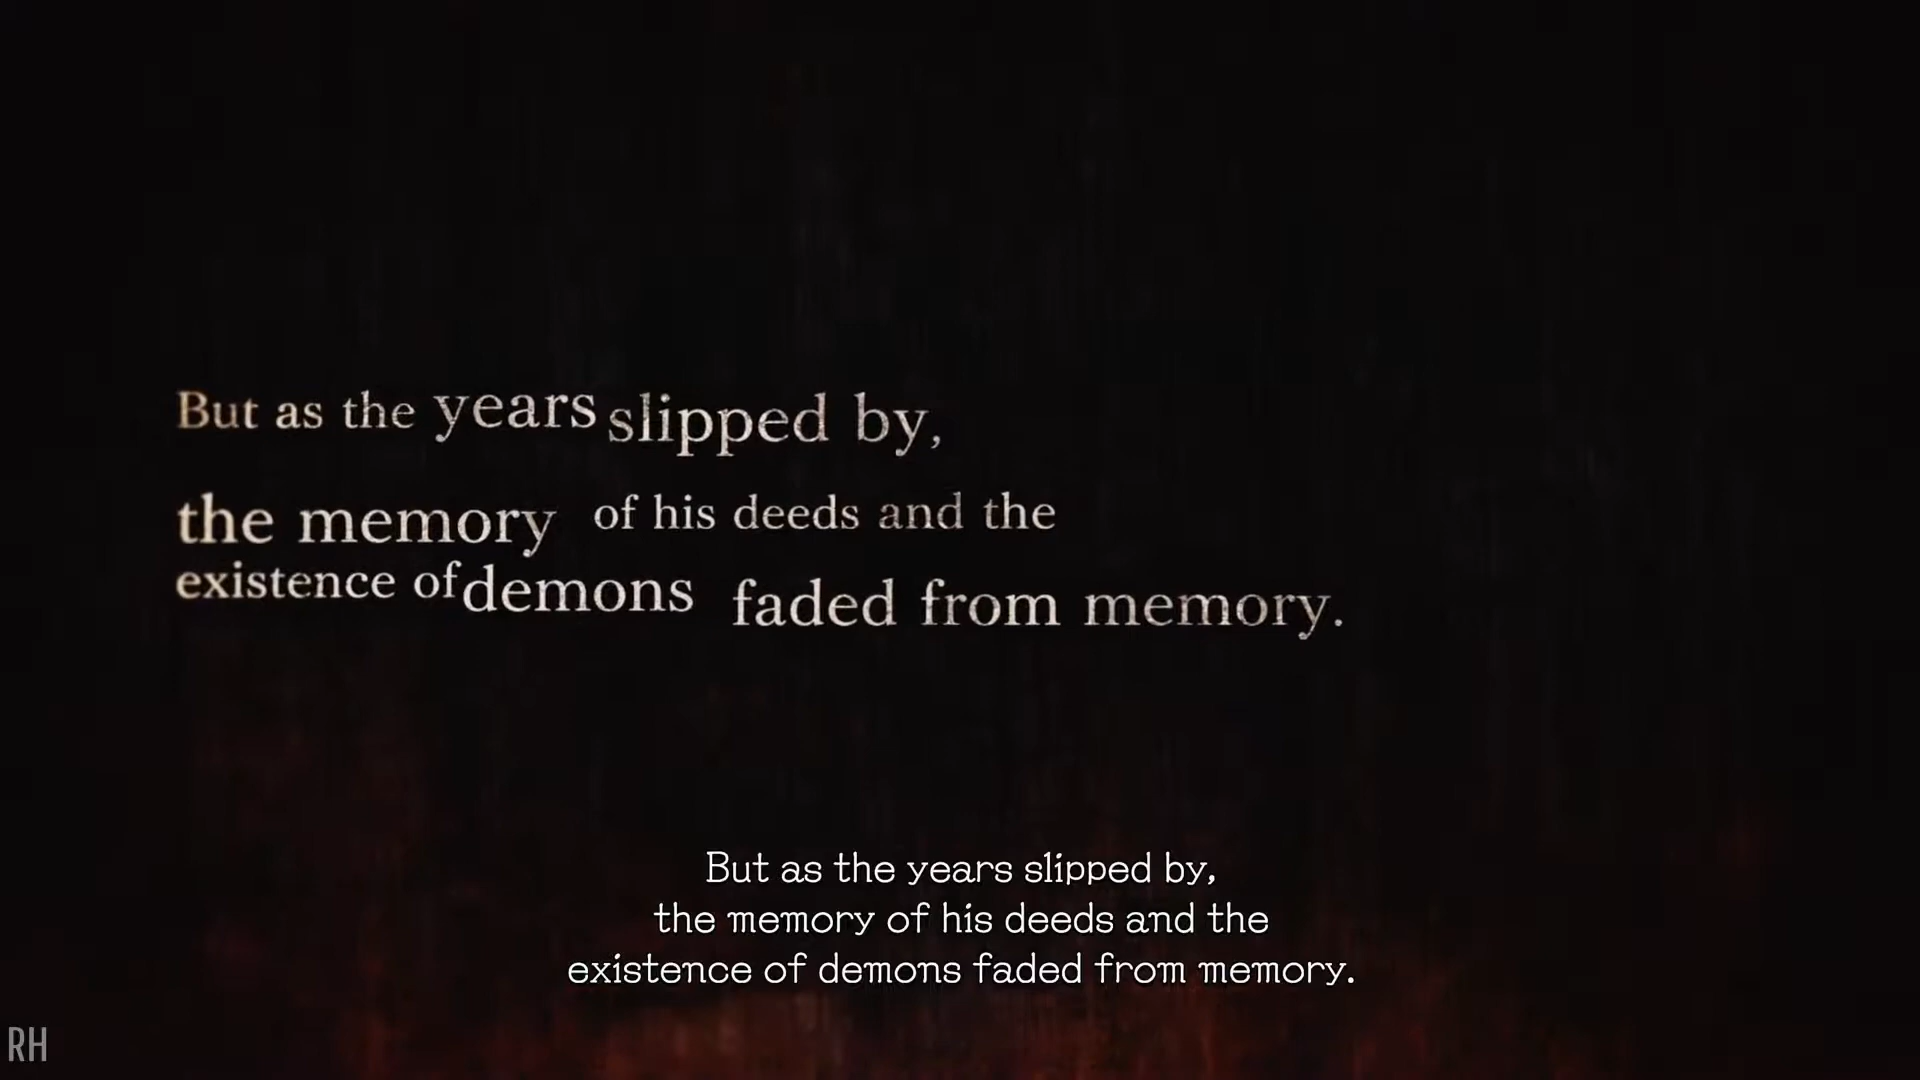 But as the years slipped by,
the memory of his deeds and the
existence of demons faded from memory.
But as the years slipped by,
the memory of his deeds and the
existence of demons faded from memory.
RH